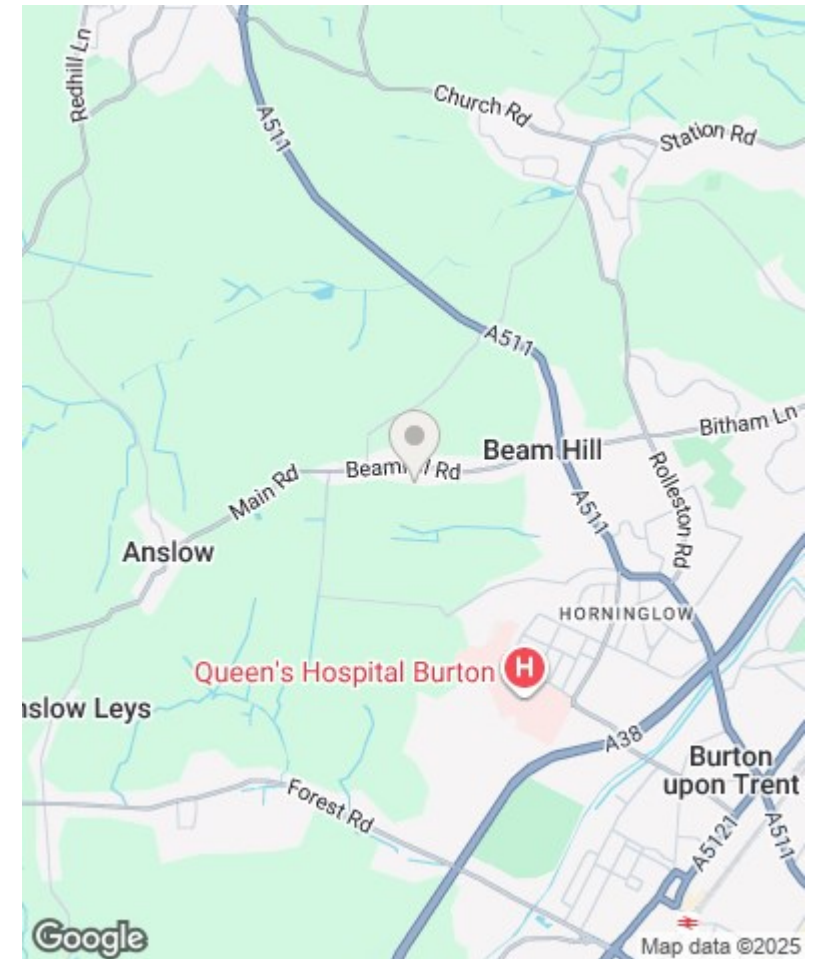 Redhill Ln
A511
Church Rd
Station Rd
A511
Bitham Ln
Beam Hill
Rd
Main Rd
Rolleston Rd
A511
Anslow
HORNINGLOW
Queen's Hospital Burton
H
nslow Leys
A38
Burton
upon Trent
Forest Rd
A5121
A511
Google
Map data ©2025